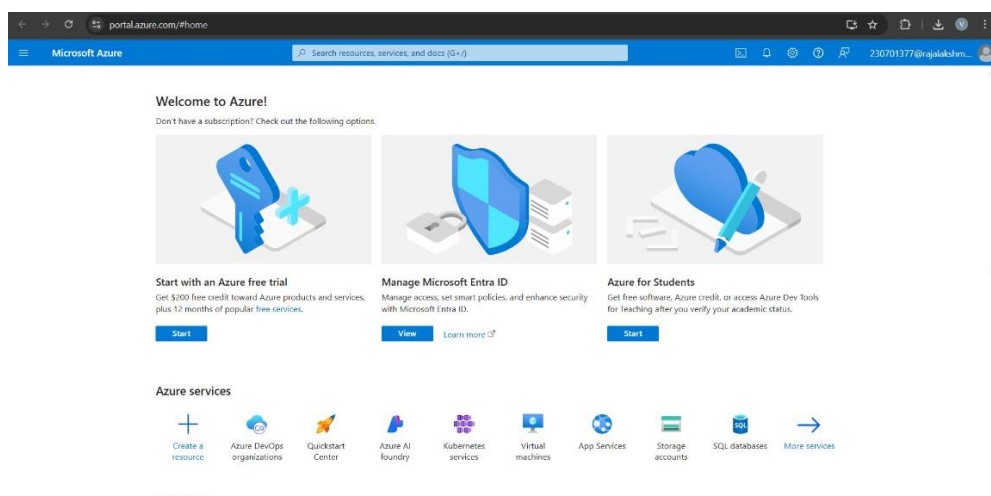 portal.azure.com/#home
Microsoft Azure
Search resources, services, and docs (G+/)
230701377@rajalakshm...
Welcome to Azure!
Don't have a subscription? Check out the following options.
Start with an Azure free trial
Get $200 free credit toward Azure products and services,
plus 12 months of popular free services.
Start
Manage Microsoft Entra ID
Manage access, set smart policies, and enhance security
with Microsoft Entra ID.
View
Learn more
Azure for Students
Get free software, Azure credit, or access Azure Dev Tools
for Teaching after you verify your academic status.
Start
Azure services
Create a
resource
Azure DevOps
organizations
Quickstart
Center
Azure AI
foundry
Kubernetes
services
Virtual
machines
App Services
Storage
accounts
SQL
SQL databases
More services